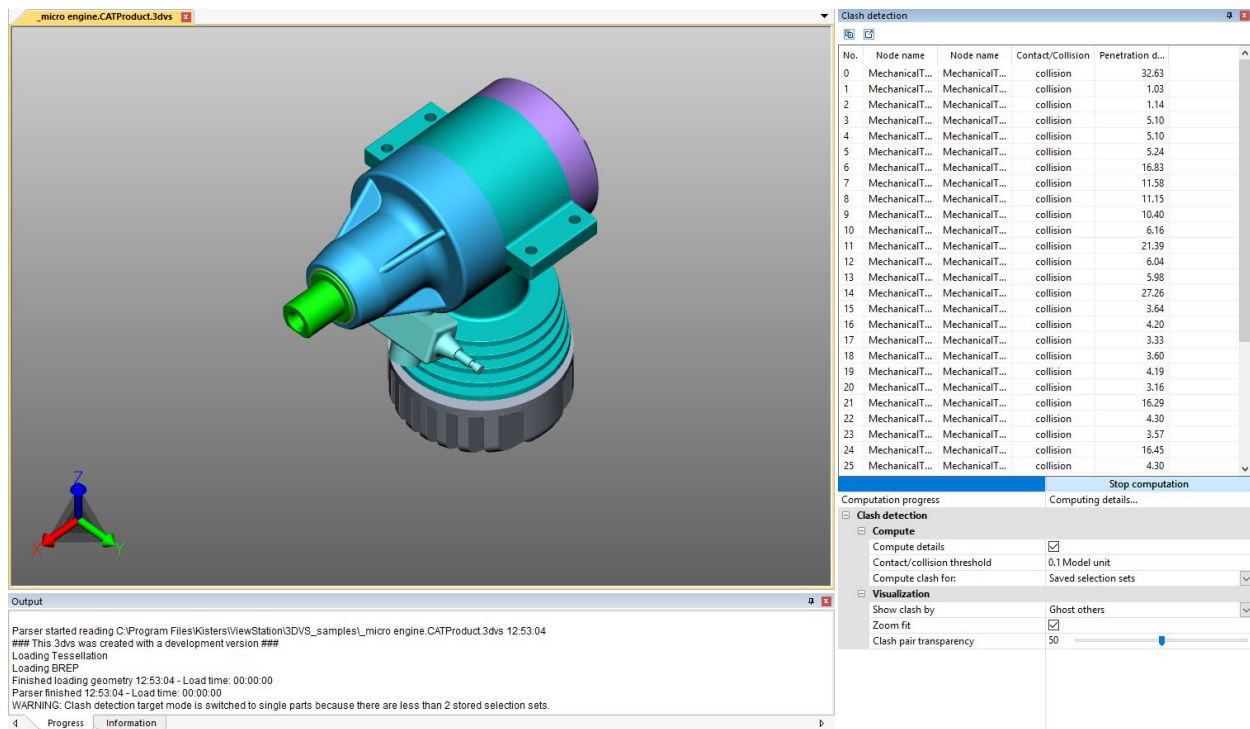 _micro engine.CATProduct.3dvs
Z
X
Y
Output
Parser started reading C:\Program Files\Kisters\ViewStation\3DVS_samples\_micro engine.CATProduct.3dvs 12:53:04
### This 3dvs was created with a development version ###
Loading Tessellation
Loading BREP
Finished loading geometry 12:53:04 - Load time: 00:00:00
Parser finished 12:53:04 - Load time: 00:00:00
WARNING: Clash detection target mode is switched to single parts because there are less than 2 stored selection sets.
Progress Information
Clash detection
No. Node name Node name Contact/Collision Penetration d...
0 MechanicalT... MechanicalT... collision 32.63
1 MechanicalT... MechanicalT... collision 1.03
2 MechanicalT... MechanicalT... collision 1.14
3 MechanicalT... MechanicalT... collision 5.10
4 MechanicalT... MechanicalT... collision 5.10
5 MechanicalT... MechanicalT... collision 5.24
6 MechanicalT... MechanicalT... collision 16.83
7 MechanicalT... MechanicalT... collision 11.58
8 MechanicalT... MechanicalT... collision 11.15
9 MechanicalT... MechanicalT... collision 10.40
10 MechanicalT... MechanicalT... collision 6.16
11 MechanicalT... MechanicalT... collision 21.39
12 MechanicalT... MechanicalT... collision 6.04
13 MechanicalT... MechanicalT... collision 5.98
14 MechanicalT... MechanicalT... collision 27.26
15 MechanicalT... MechanicalT... collision 3.64
16 MechanicalT... MechanicalT... collision 4.20
17 MechanicalT... MechanicalT... collision 3.33
18 MechanicalT... MechanicalT... collision 3.60
19 MechanicalT... MechanicalT... collision 4.19
20 MechanicalT... MechanicalT... collision 3.16
21 MechanicalT... MechanicalT... collision 16.29
22 MechanicalT... MechanicalT... collision 4.30
23 MechanicalT... MechanicalT... collision 3.57
24 MechanicalT... MechanicalT... collision 16.45
25 MechanicalT... MechanicalT... collision 4.30
Stop computation
Computation progress Computing details...
Clash detection
Compute
Compute details
Contact/collision threshold 0.1 Model unit
Compute clash for: Saved selection sets
Visualization
Show clash by Ghost others
Zoom fit
Clash pair transparency 50